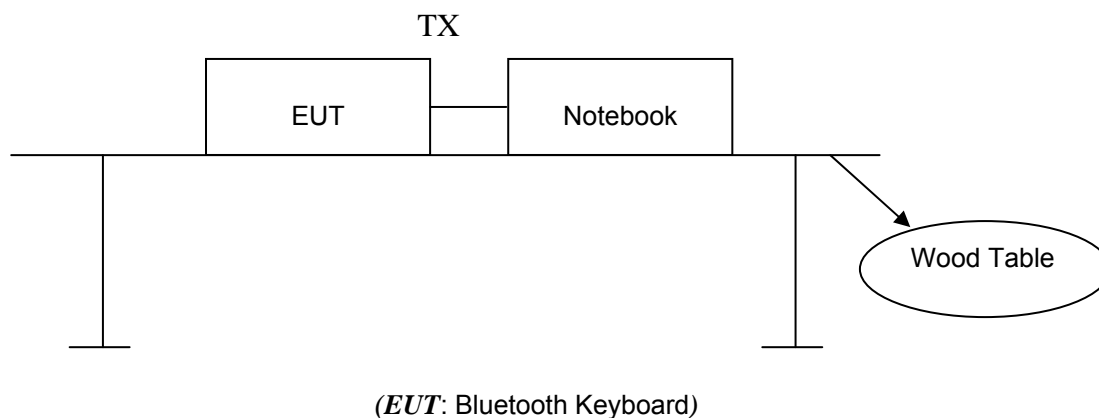 TX
EUT
Notebook
Wood Table
(EUT: Bluetooth Keyboard)